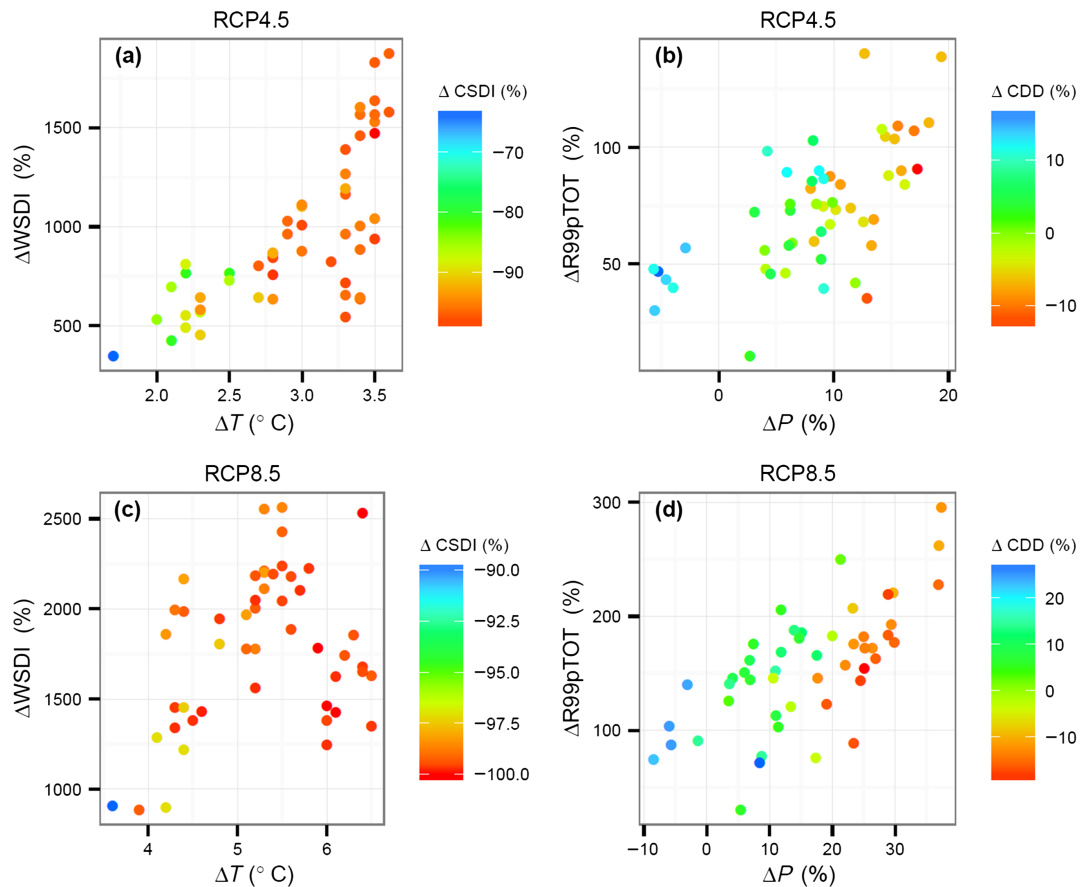 RCP4.5
(a)
ΔWSDI (%)
1500
1000
500
2.0 2.5 3.0 3.5
ΔT (° C)
Δ CSDI (%)
−70
−80
−90
RCP4.5
(b)
ΔR99pTOT (%)
100
50
0 10 20
ΔP (%)
Δ CDD (%)
10
0
−10
RCP8.5
(c)
ΔWSDI (%)
2500
2000
1500
1000
4 5 6
ΔT (° C)
Δ CSDI (%)
−90.0
−92.5
−95.0
−97.5
−100.0
RCP8.5
(d)
ΔR99pTOT (%)
300
200
100
−10 0 10 20 30
ΔP (%)
Δ CDD (%)
20
10
0
−10